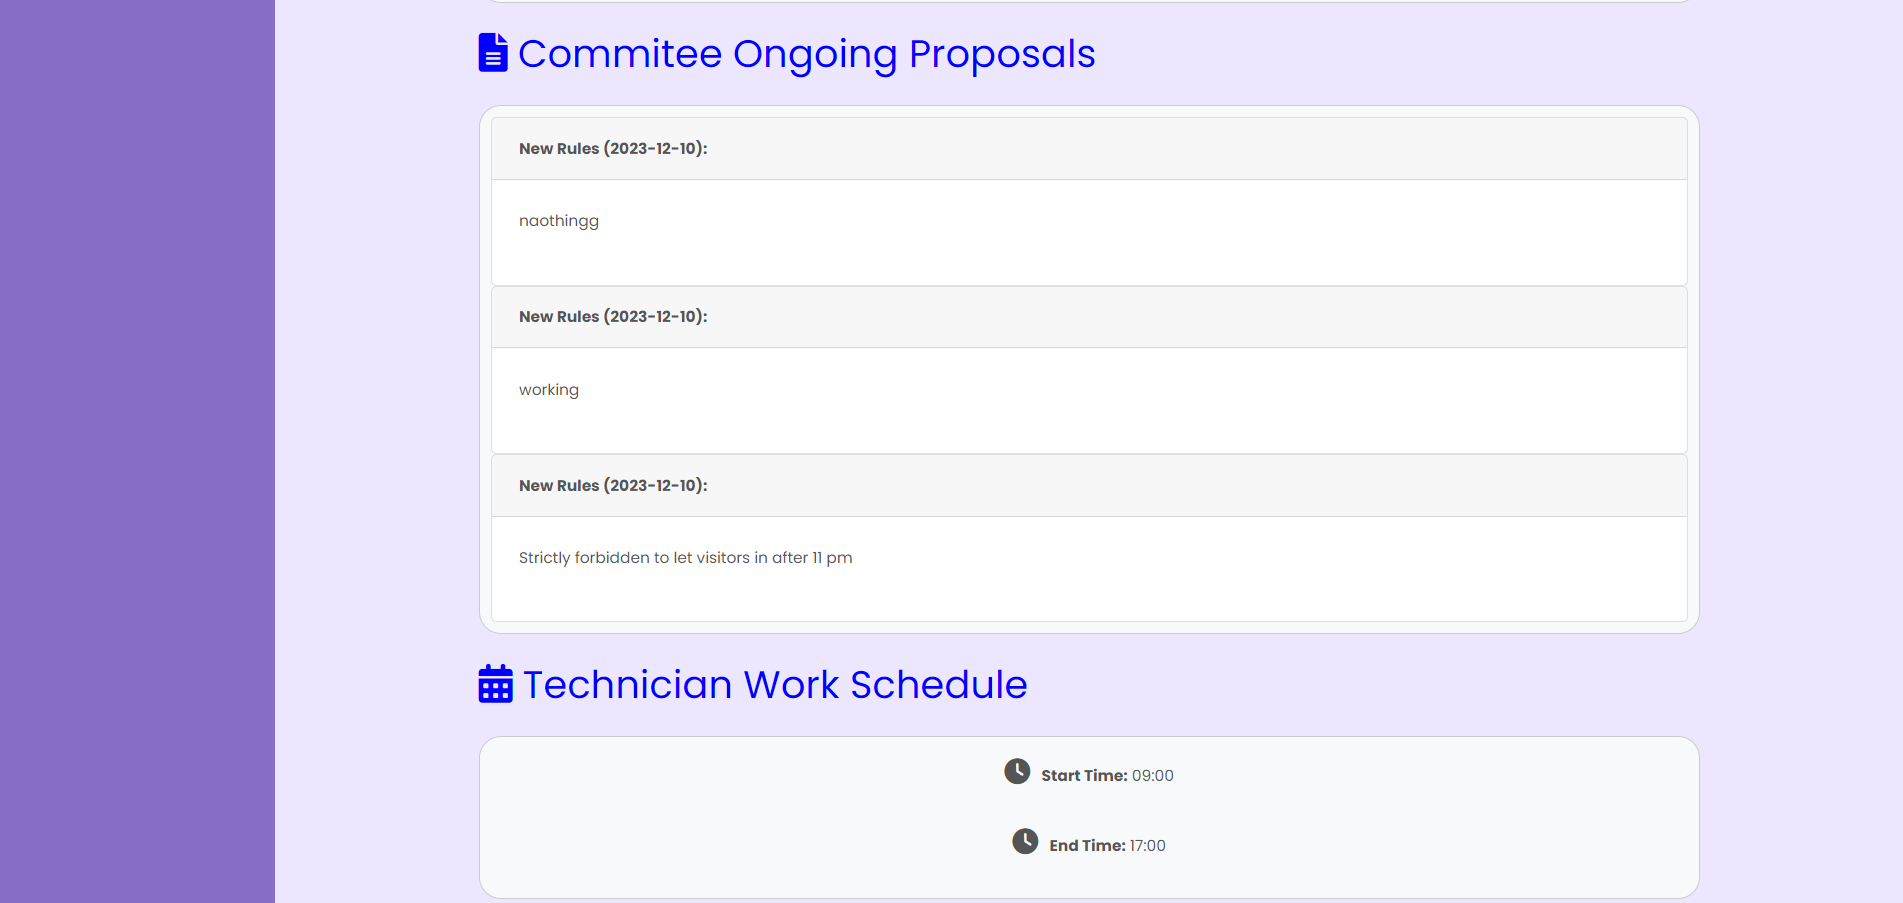 Commitee Ongoing Proposals
New Rules (2023-12-10):
naothingg
New Rules (2023-12-10):
working
New Rules (2023-12-10):
Strictly forbidden to let visitors in after 11 pm
Technician Work Schedule
Start Time: 09:00
End Time: 17:00